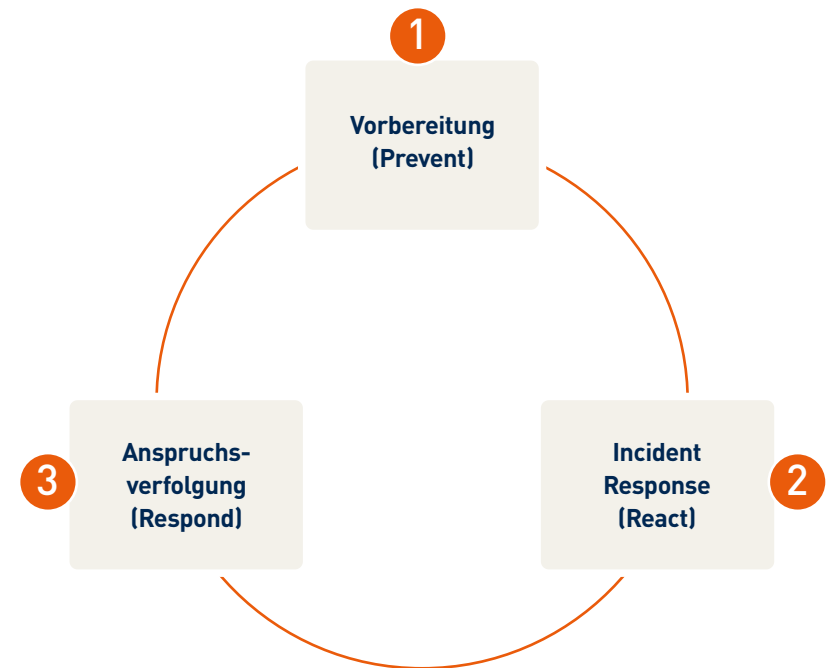 1
Vorbereitung
(Prevent)
Anspruchs-
verfolgung
(Respond)
3
Incident
Response
(React)
2